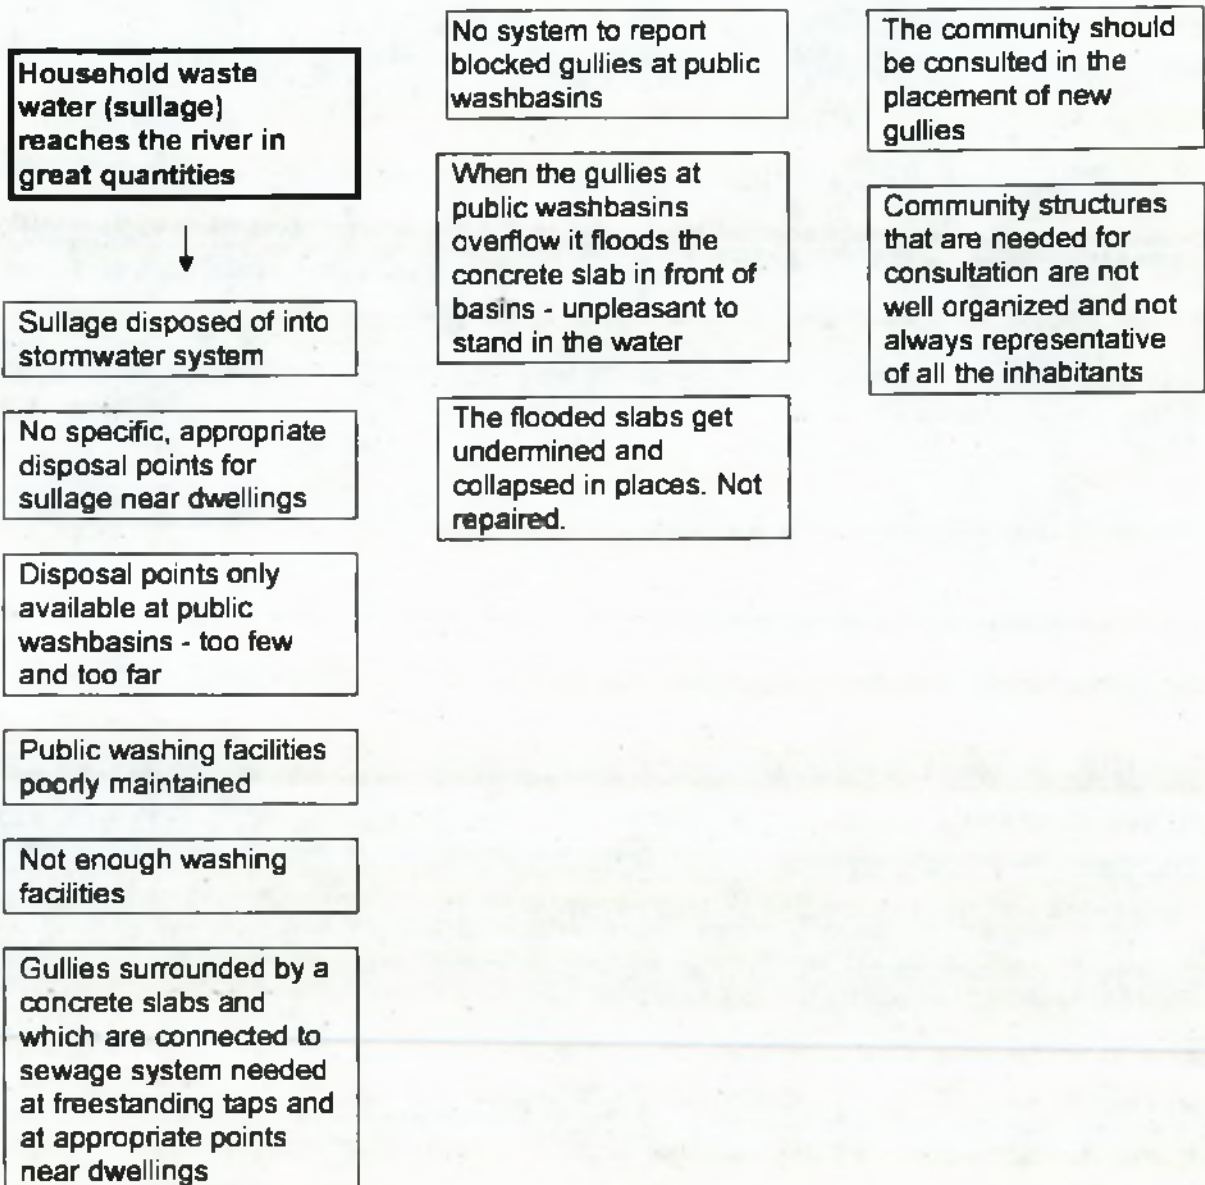 Household waste
water (sullage)
reaches the river in
great quantities
Sullage disposed of into
stormwater system
No specific, appropriate
disposal points for
sullage near dwellings
Disposal points only
available at public
washbasins - too few
and too far
Public washing facilities
poorly maintained
Not enough washing
facilities
Gullies surrounded by a
concrete slabs and
which are connected to
sewage system needed
at freestanding taps and
at appropriate points
near dwellings
No system to report
blocked gullies at public
washbasins
When the gullies at
public washbasins
overflow it floods the
concrete slab in front of
basins - unpleasant to
stand in the water
The flooded slabs get
undermined and
collapsed in places. Not
repaired.
The community should
be consulted in the
placement of new
gullies
Community structures
that are needed for
consultation are not
well organized and not
always representative
of all the inhabitants